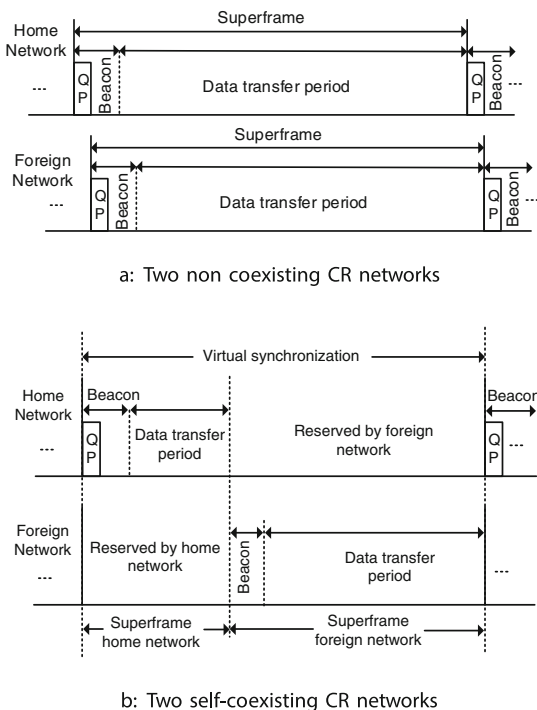 Superframe
Home
Network
...
Q
P
Beacon
Data transfer period
Q
P
Beacon
...
Superframe
Foreign
Network
...
Q
P
Beacon
Data transfer period
Q
P
Beacon
...
a: Two non coexisting CR networks
Virtual synchronization
Home
Network
...
Beacon
Q
P
Data transfer
period
Reserved by foreign
network
Beacon
Q
P
...
Foreign
Network
...
Reserved by home
network
Beacon
Data transfer
period
...
Superframe
home network
Superframe
foreign network
b: Two self-coexisting CR networks